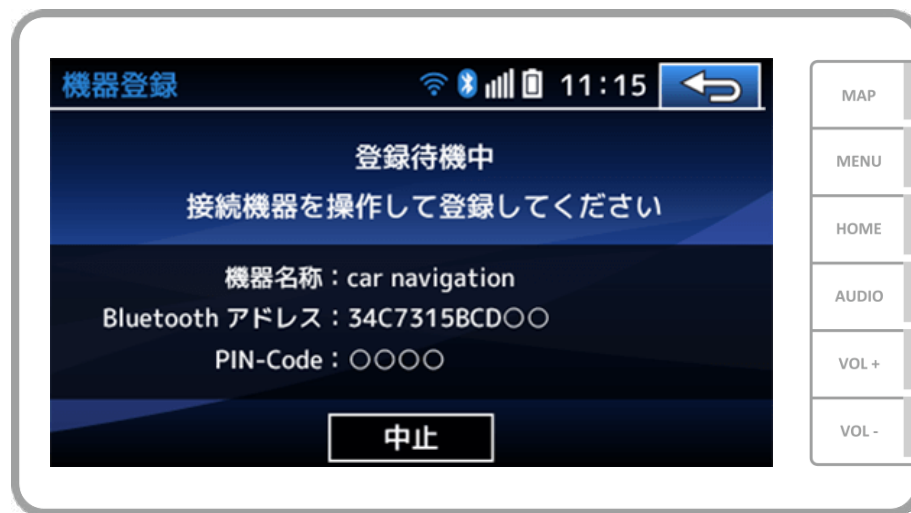 機器登録 11:15
登録待機中
接続機器を操作して登録してください
機器名称：car navigation
Bluetooth アドレス：34C7315BCD○○
PIN-Code：○○○○
中止
MAP
MENU
HOME
AUDIO
VOL +
VOL -